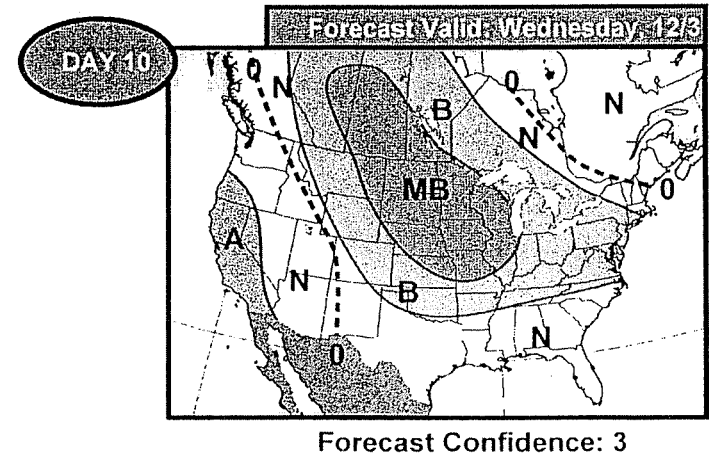 Forecast Valid: Wednesday, 12/3
DAY 10
0
N
0
N
B
N
MB
0
A
N
B
N
0
Forecast Confidence: 3